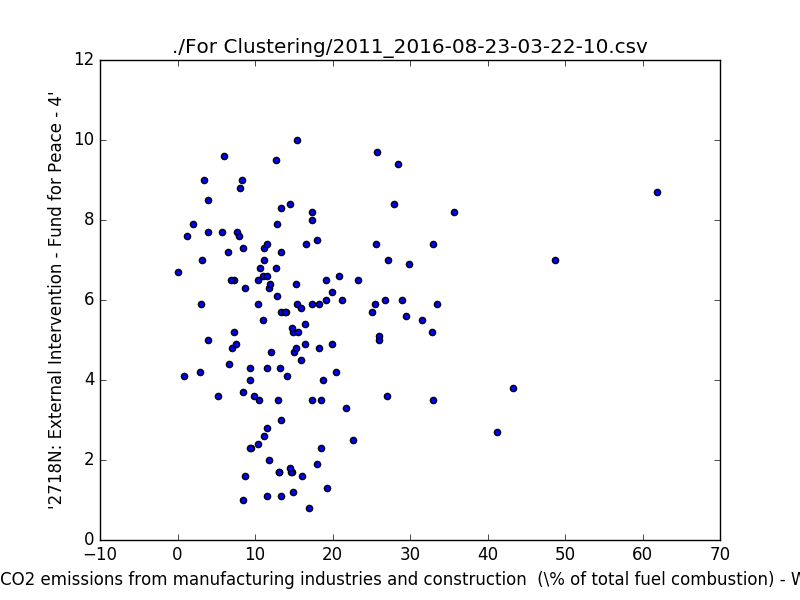 ./For Clustering/2011_2016-08-23-03-22-10.csv
'2718N: External Intervention - Fund for Peace - 4'
12
10
8
6
4
2
0
−10 0 10 20 30 40 50 60 70
CO2 emissions from manufacturing industries and construction (\% of total fuel combustion) -